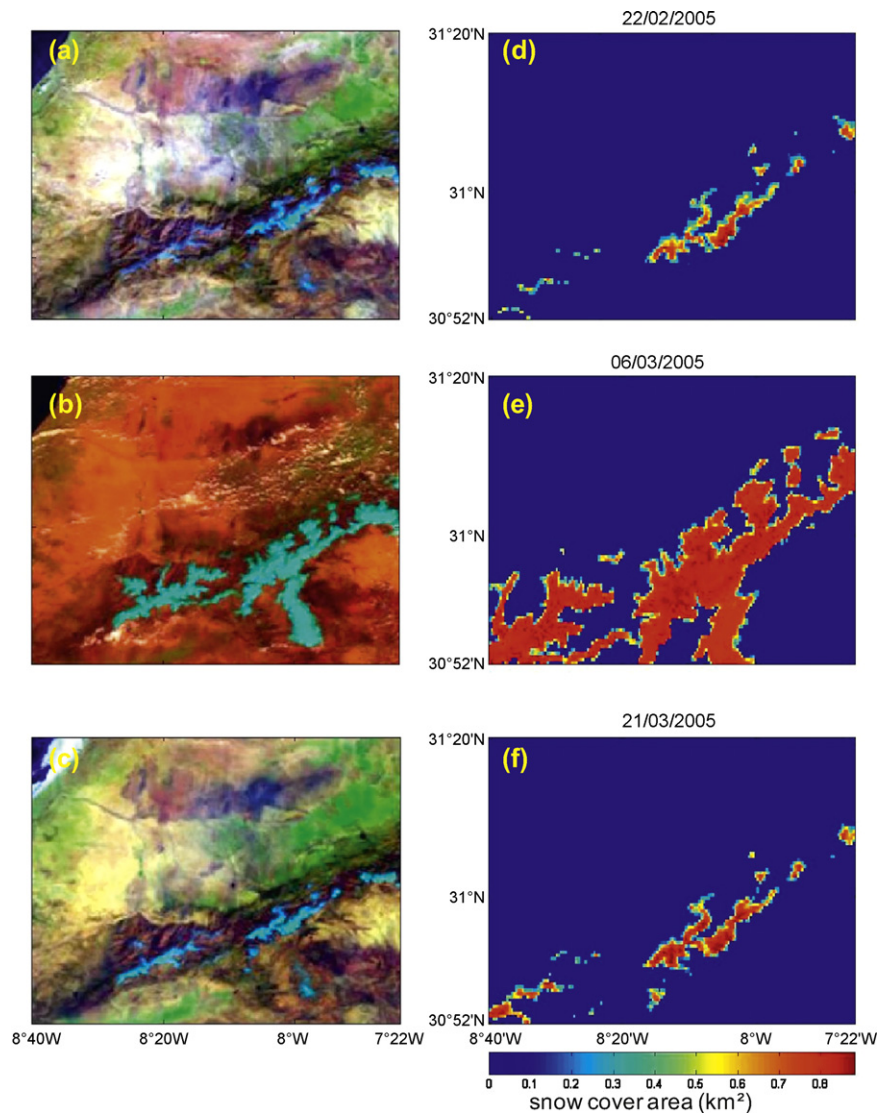 22/02/2005
(a)
(d)
31°20'N
31°N
30°52'N
06/03/2005
(b)
(e)
31°20'N
31°N
30°52'N
21/03/2005
(c)
(f)
31°20'N
31°N
30°52'N
8°40'W 8°20'W 8°W 7°22'W
8°40'W 8°20'W 8°W 7°22'W
0 0.1 0.2 0.3 0.4 0.5 0.6 0.7 0.8
snow cover area (km²)